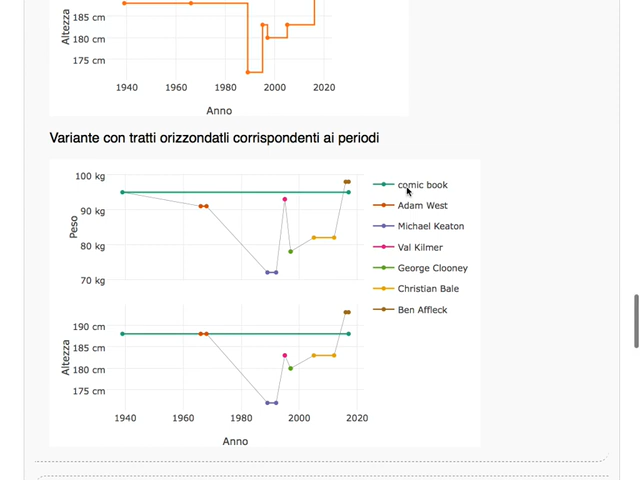 185 cm
180 cm
175 cm
Altezza
1940 1960 1980 2000 2020
Anno
Variante con tratti orizzondatli corrispondenti ai periodi
100 kg
90 kg
80 kg
70 kg
Peso
comic book
Adam West
Michael Keaton
Val Kilmer
George Clooney
Christian Bale
Ben Affleck
190 cm
185 cm
180 cm
175 cm
Altezza
1940 1960 1980 2000 2020
Anno